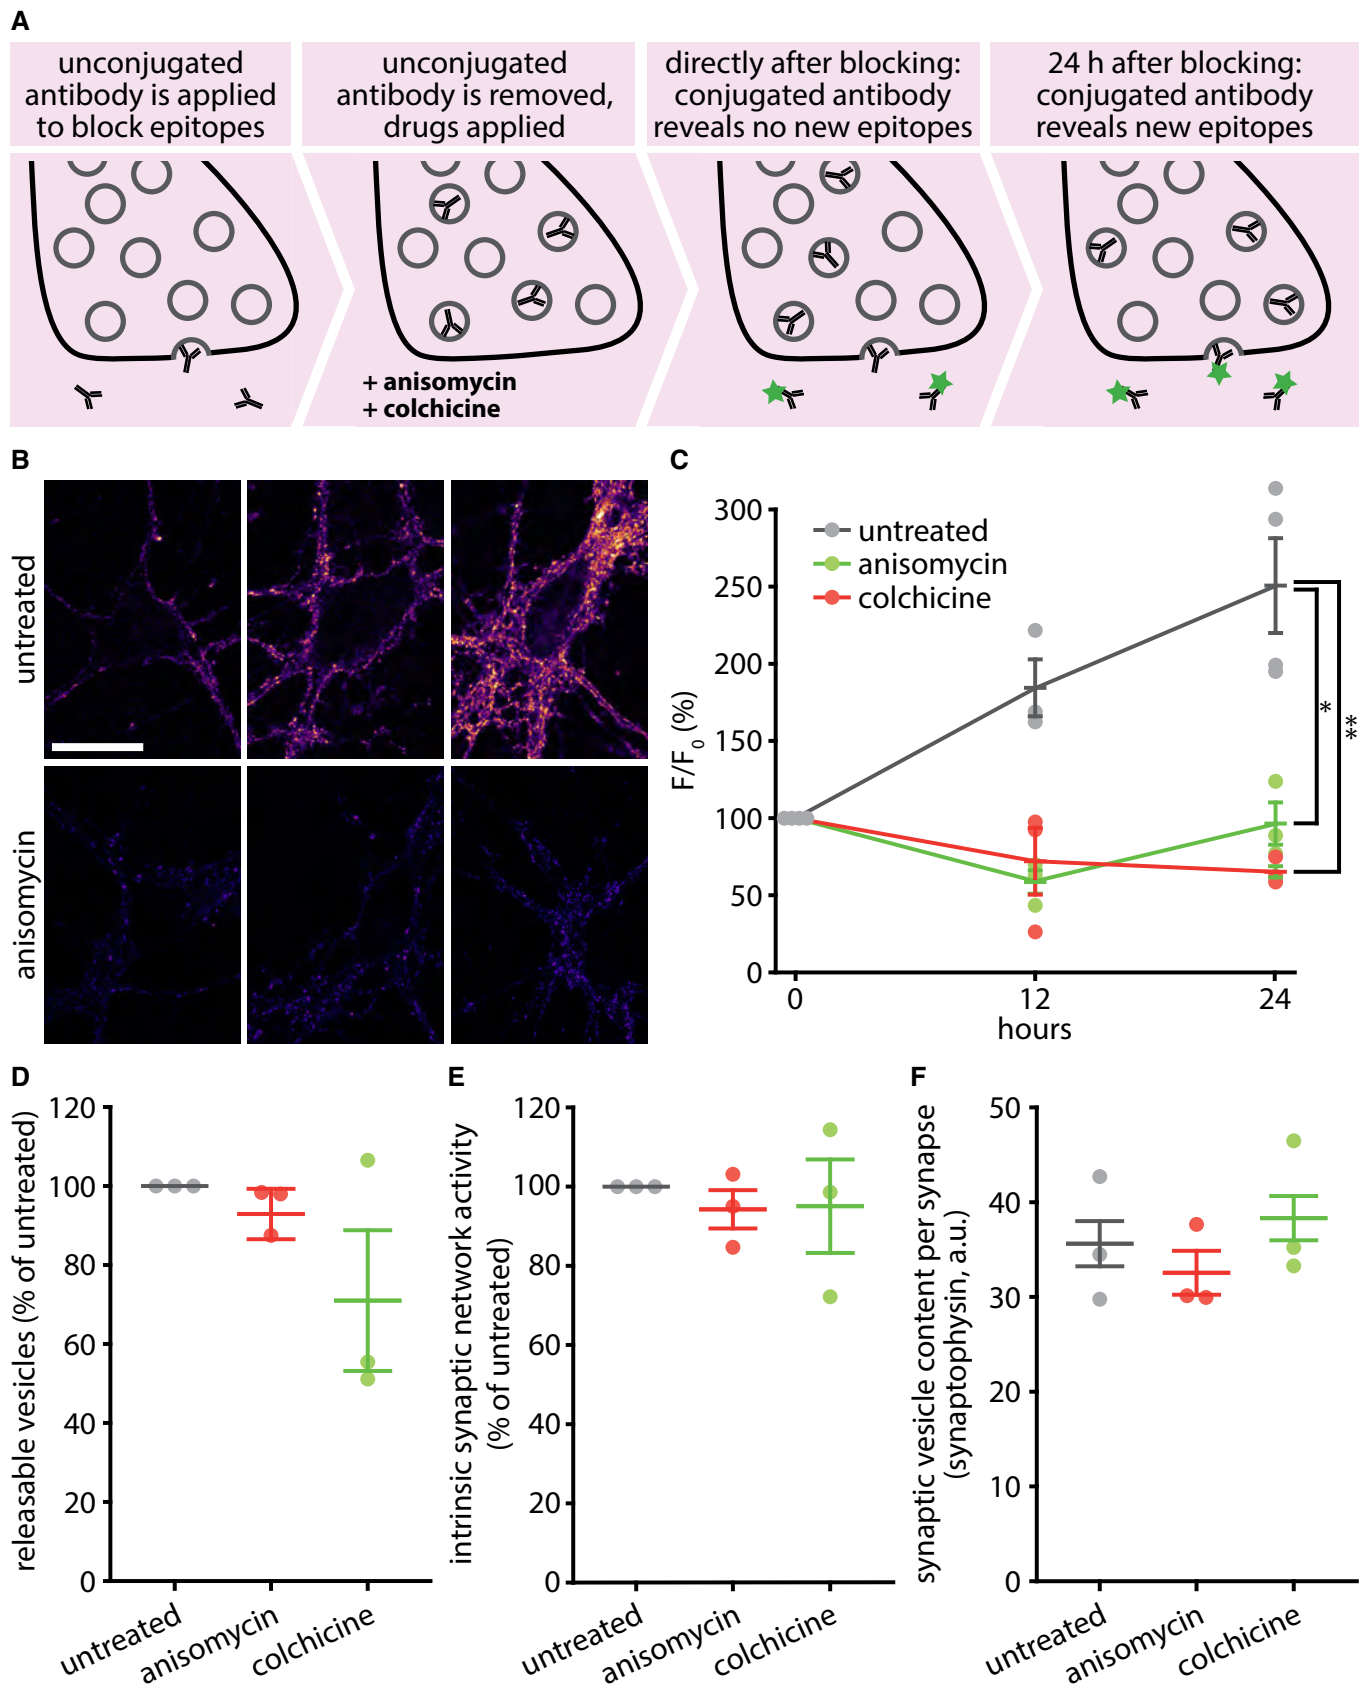 A
unconjugated
antibody is applied
to block epitopes
unconjugated
antibody is removed,
drugs applied
directly after blocking:
conjugated antibody
reveals no new epitopes
24 h after blocking:
conjugated antibody
reveals new epitopes
+ anisomycin
+ colchicine
B
untreated
anisomycin
C
F/F0 (%)
300
250
200
150
100
50
0
untreated
anisomycin
colchicine
*
**
0
12
24
hours
D
releasable vesicles (% of untreated)
120
100
80
60
40
20
0
untreated
anisomycin
colchicine
E
intrinsic synaptic network activity
(% of untreated)
120
100
80
60
40
20
0
untreated
anisomycin
colchicine
F
synaptic vesicle content per synapse
(synaptophysin, a.u.)
50
40
30
20
10
0
untreated
anisomycin
colchicine